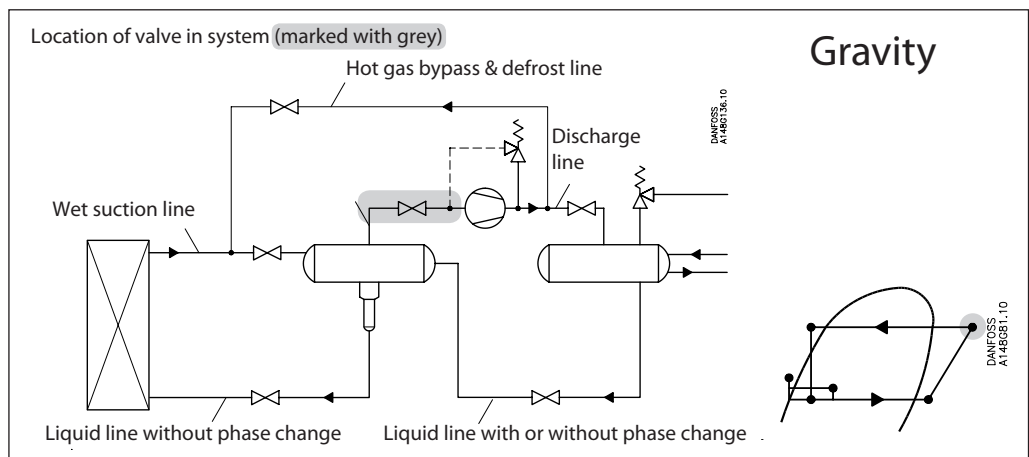 Location of valve in system (marked with grey)
Gravity
Hot gas bypass & defrost line
DANFOSS
A148G136.10
Discharge
line
Wet suction line
DANFOSS
A148G81.10
Liquid line without phase change
Liquid line with or without phase change